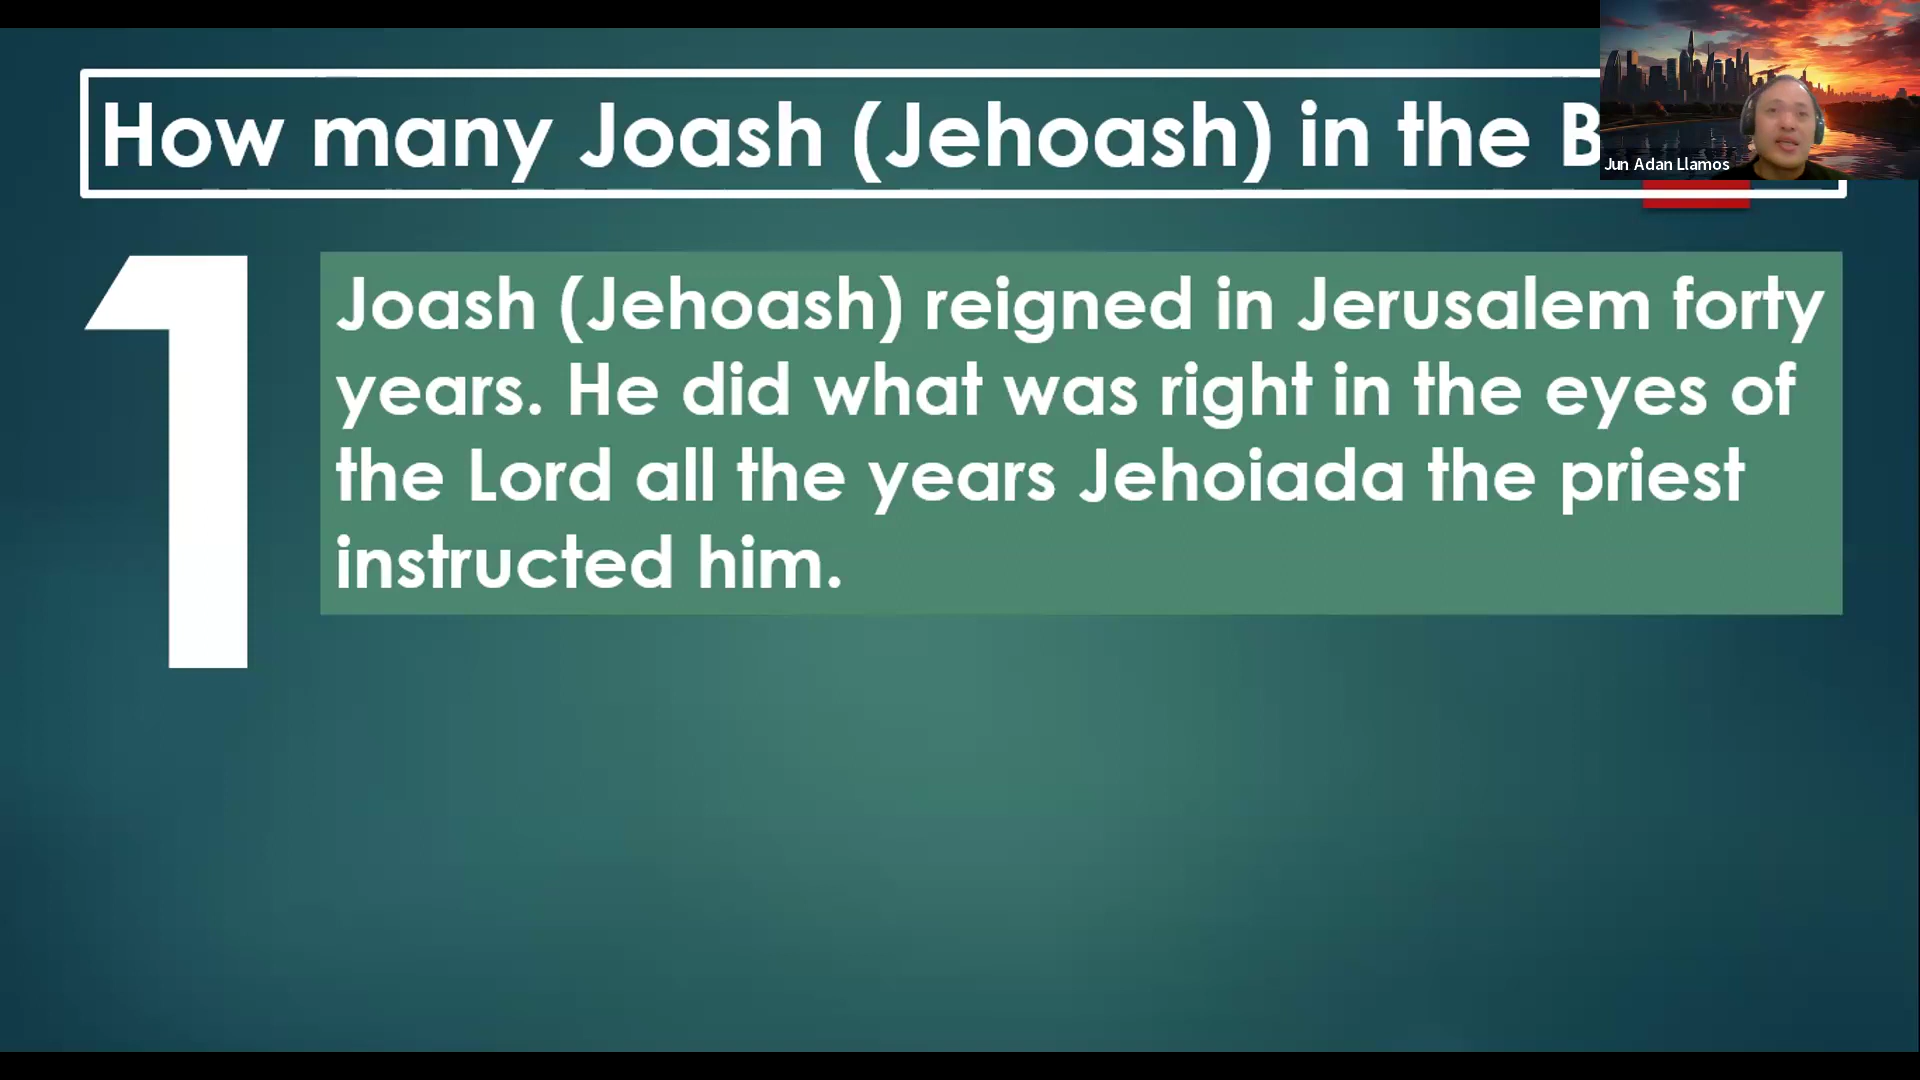 How many Joash (Jehoash) in the
Jun Adan Llamos
1
Joash (Jehoash) reigned in Jerusalem forty
years. He did what was right in the eyes of
the Lord all the years Jehoiada the priest
instructed him.